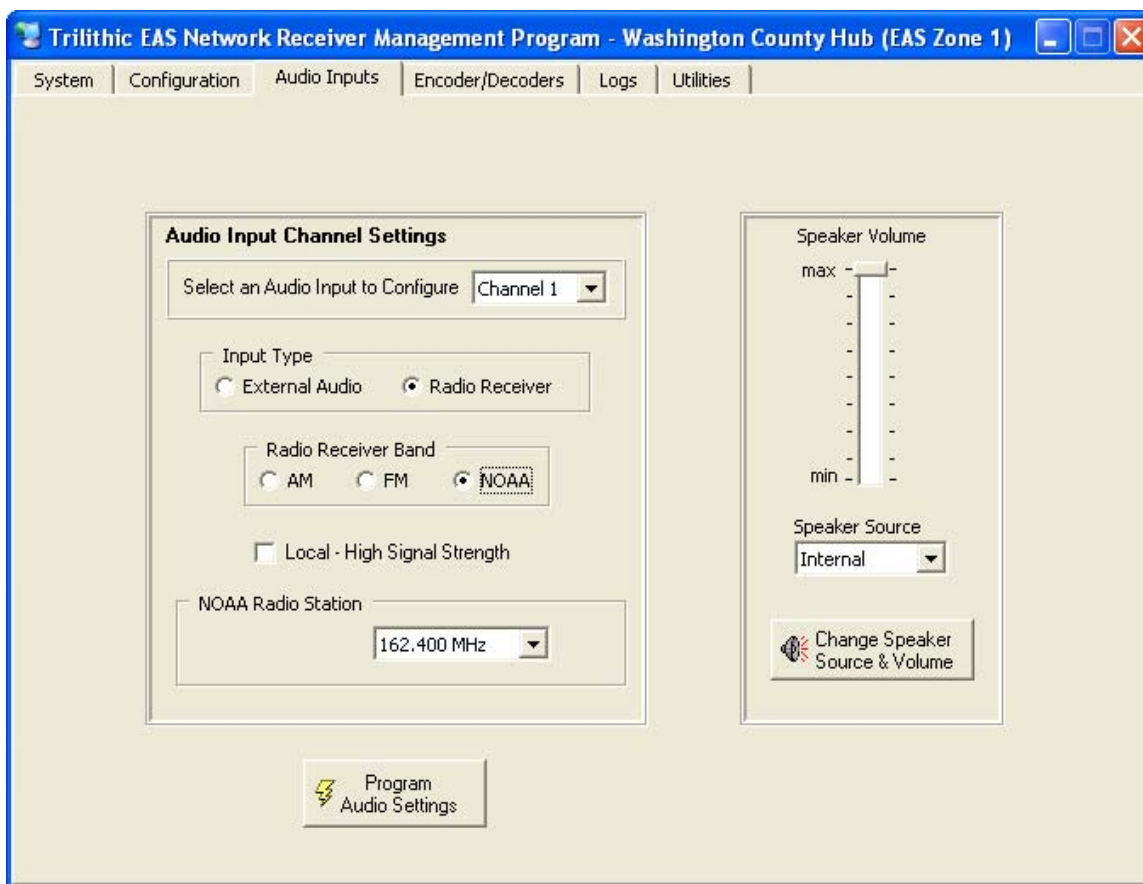 Trilithic EAS Network Receiver Management Program - Washington County Hub (EAS Zone 1)
System Configuration Audio Inputs Encoder/Decoders Logs Utilities
Audio Input Channel Settings
Select an Audio Input to Configure Channel 1
Input Type
External Audio Radio Receiver
Radio Receiver Band
AM FM NOAA
Local - High Signal Strength
NOAA Radio Station
162.400 MHz
Program
Audio Settings
Speaker Volume
max
min
Speaker Source
Internal
Change Speaker
Source & Volume